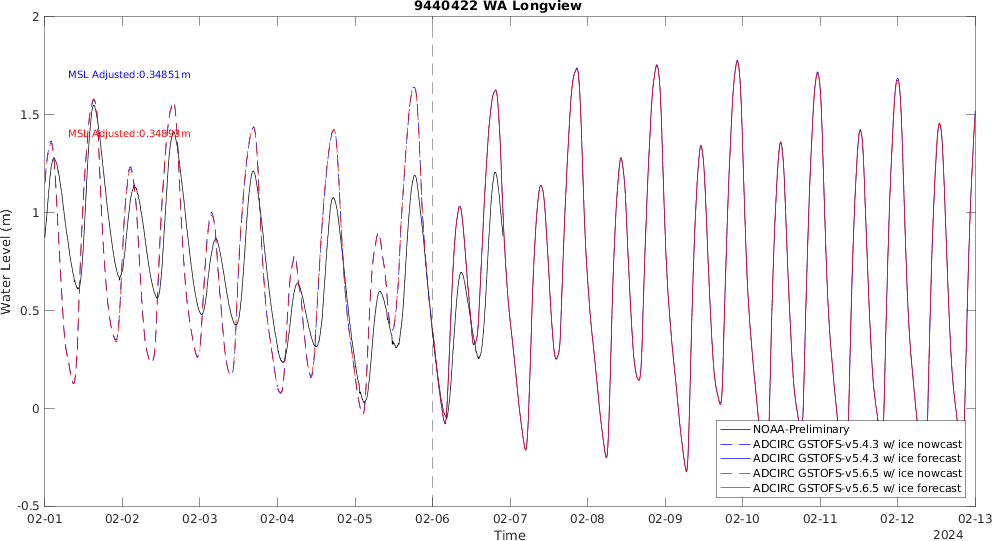 9440422 WA Longview
Water Level (m)
2
1.5
1
0.5
0
-0.5
MSL Adjusted:0.34851m
MSL Adjusted:0.34893m
NOAA-Preliminary
ADCIRC GSTOFS-v5.4.3 w/ ice nowcast
ADCIRC GSTOFS-v5.4.3 w/ ice forecast
ADCIRC GSTOFS-v5.6.5 w/ ice nowcast
ADCIRC GSTOFS-v5.6.5 w/ ice forecast
02-01 02-02 02-03 02-04 02-05 02-06 02-07 02-08 02-09 02-10 02-11 02-12 02-13
Time
2024